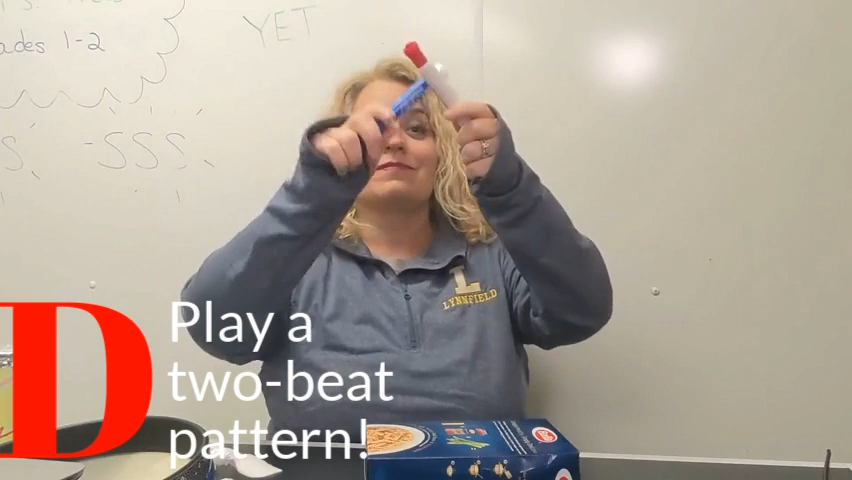 YET
ades 1-2
S. -SSS.
L
LYNNFIELD
D
Play a
two-beat
pattern!